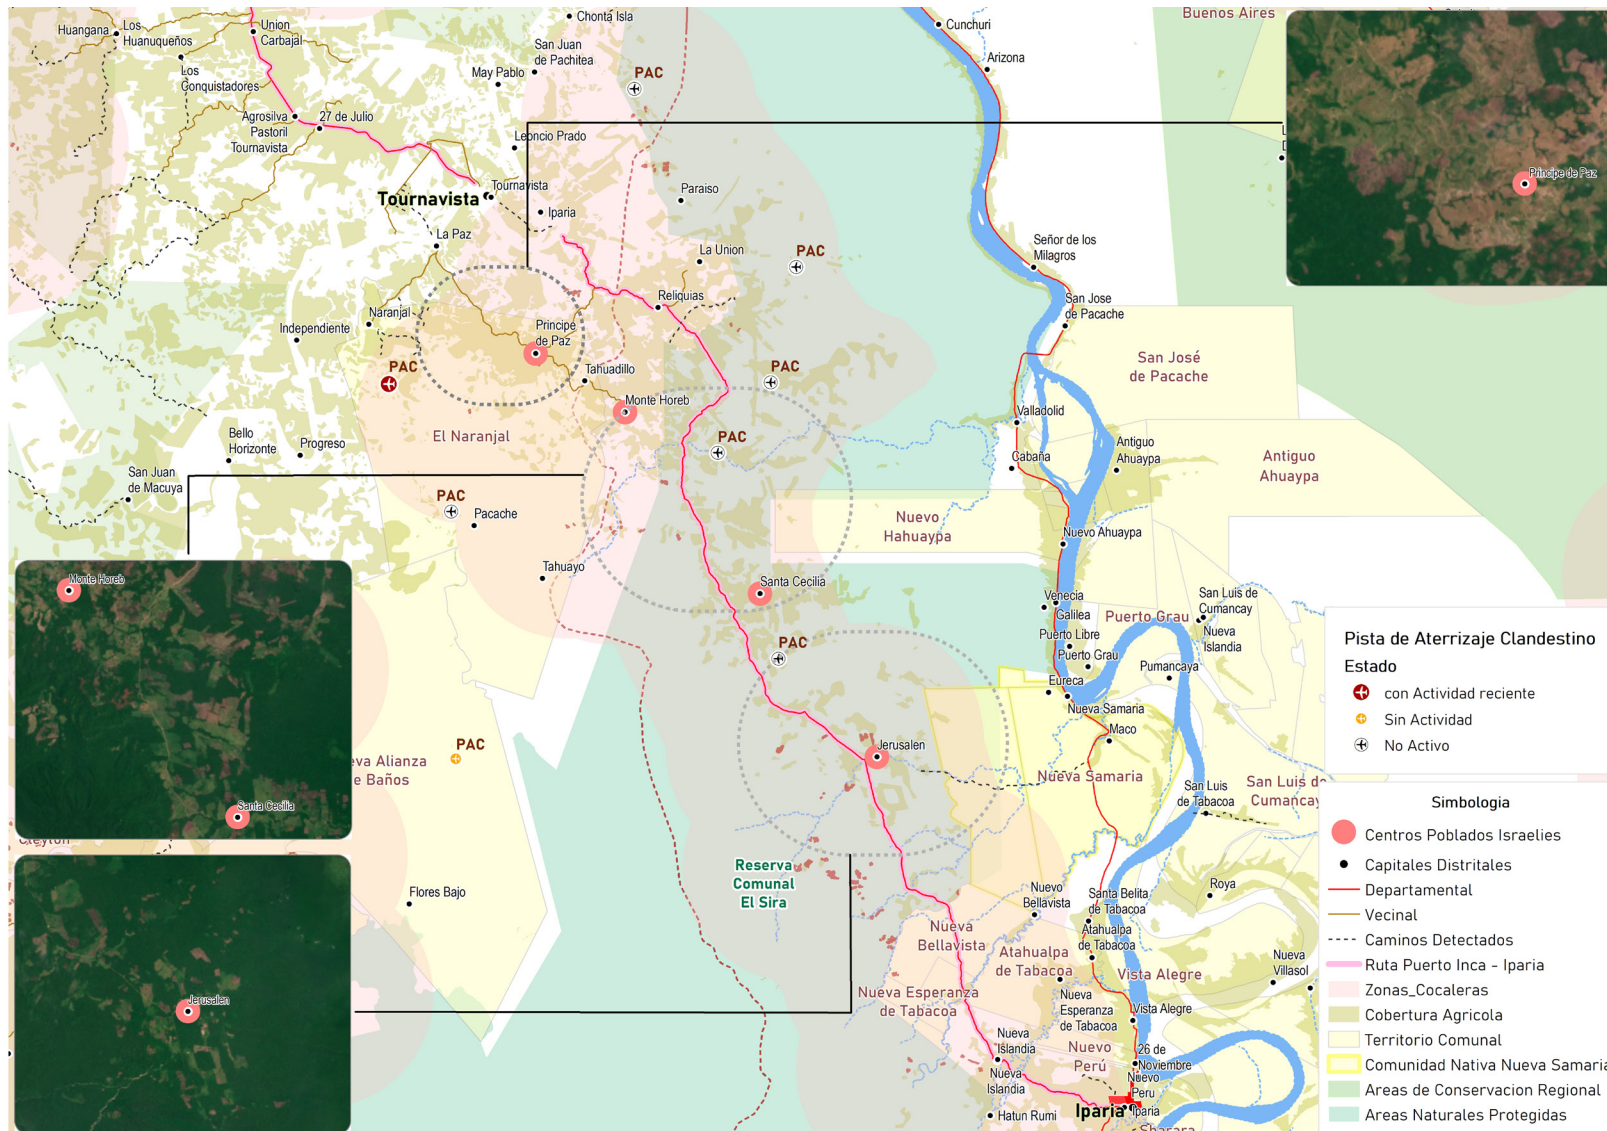 Huangana
Los
Huanuqueños
Union
Carbajal
Chonta Isla
Los
Conquistadores
San Juan
de Pachitea
May Pablo
PAC
Cunchuri
Arizona
Buenos Aires
Agrosilva
Pastoril
Tournavista
27 de Julio
Leoncio Prado
Tournavista
Tournavista
Iparia
Paraiso
La Paz
La Union
PAC
Señor de los
Milagros
Principe de Paz
Naranjal
Independiente
Reliquias
San Jose
de Pacache
Principe
de Paz
PAC
Tahuadillo
PAC
San José
de Pacache
Monte Horeb
Valladolid
Bello
Horizonte
Progreso
El Naranjal
PAC
Cabaña
Antiguo
Ahuaypa
Antiguo
Ahuaypa
San Juan
de Macuya
PAC
Pacache
Nuevo
Hahuaypa
Nuevo Ahuaypa
Tahuayo
Monte Horeb
Santa Cecilia
Venecia
Galilea
San Luis de
Cumancay
Puerto Grau
Nueva
Islandia
Puerto Libre
PAC
Puerto Grau
Pumancaya
Eureca
Nueva Samaria
Maco
Pista de Aterrizaje Clandestino
Estado
con Actividad reciente
Sin Actividad
No Activo
PAC
eva Alianza
e Baños
Jerusalen
Nueva Samaria
San Luis
de Tabacoa
San Luis de
Cumancay
Santa Cecilia
Cleyton
Reserva
Comunal
El Sira
Flores Bajo
Nuevo
Bellavista
Santa Belita
de Tabacoa
Roya
Nueva
Bellavista
Atahualpa
de Tabacoa
Atahualpa
de Tabacoa
Vista Alegre
Nueva
Villasol
Jerusalen
Nueva Esperanza
de Tabacoa
Nueva
Esperanza
de Tabacoa
Vista Alegre
Nueva
Islandia
Nueva
Islandia
Nuevo
Perú
26 de
Noviembre
Nuevo
Peru
Hatun Rumi
Iparia
Iparia
Sharara
Simbologia
Centros Poblados Israelies
Capitales Distritales
Departamental
Vecinal
Caminos Detectados
Ruta Puerto Inca - Iparia
Zonas_Cocaleras
Cobertura Agricola
Territorio Comunal
Comunidad Nativa Nueva Samaria
Areas de Conservacion Regional
Areas Naturales Protegidas